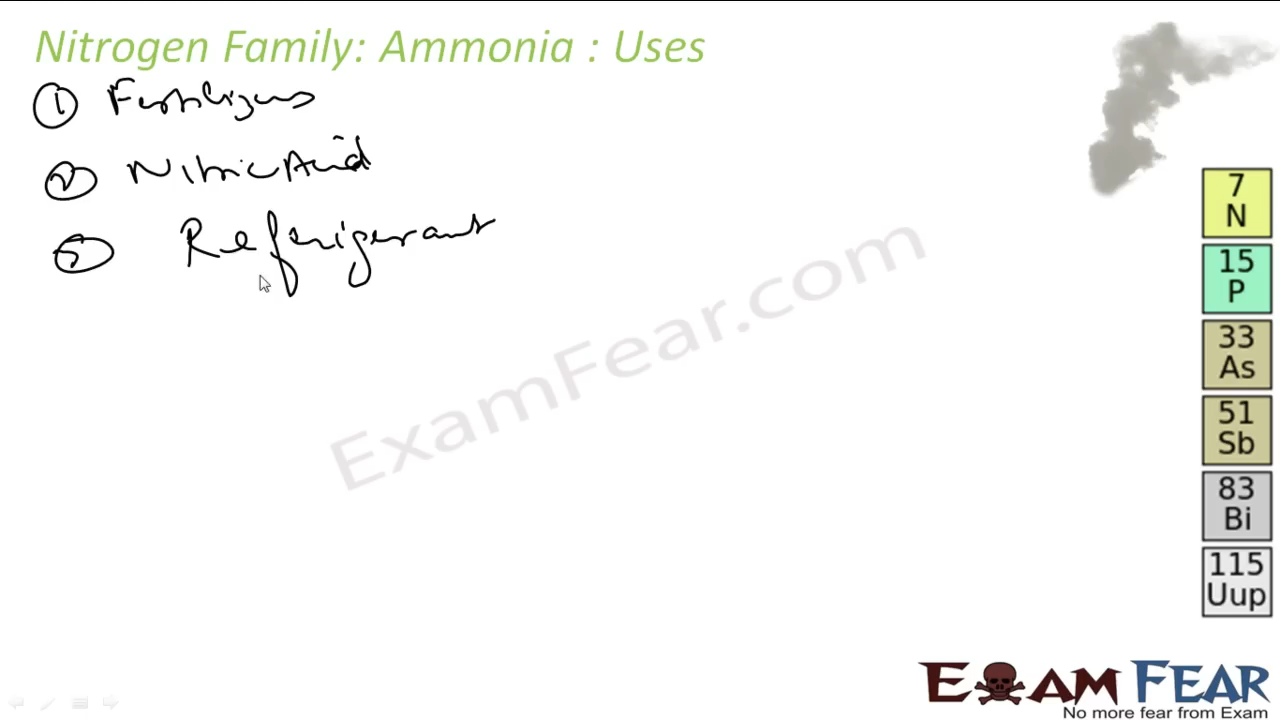 Nitrogen Family: Ammonia : Uses
① Fertilizers
② Nitric Acid
③ Referigerant
ExamFear.com
7
N
15
P
33
As
51
Sb
83
Bi
115
Uup
EXAM FEAR
No more fear from Exam